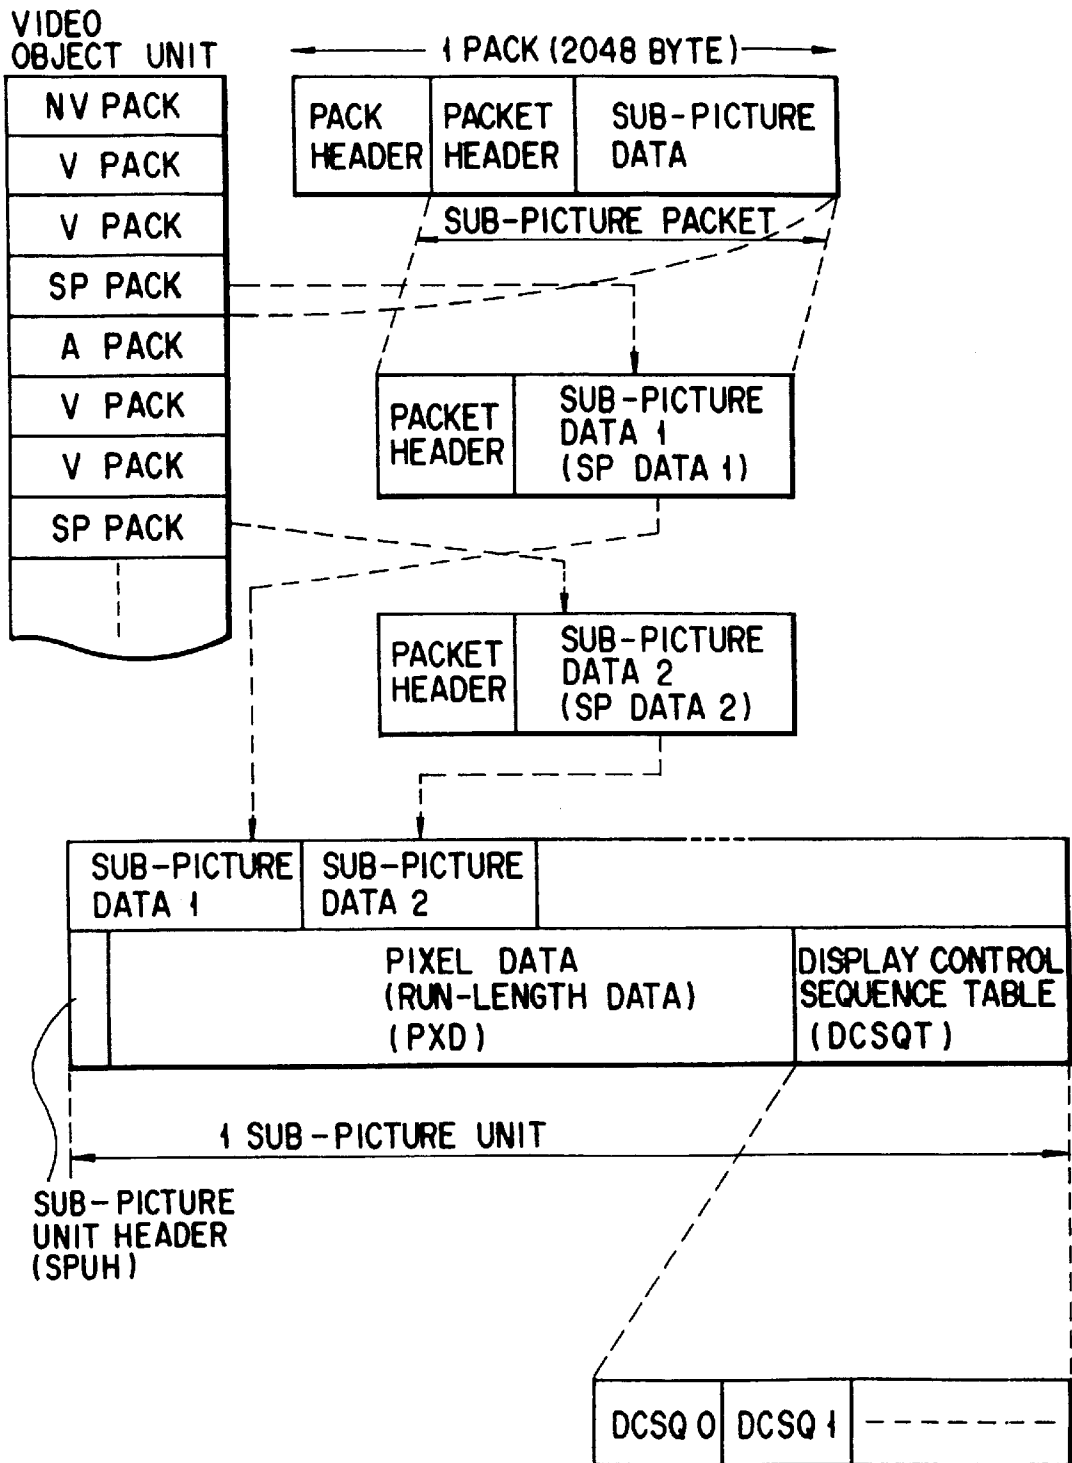 VIDEO
OBJECT UNIT
NV PACK
V PACK
V PACK
SP PACK
A PACK
V PACK
V PACK
SP PACK
1 PACK (2048 BYTE)
PACK
HEADER
PACKET
HEADER
SUB-PICTURE
DATA
SUB-PICTURE PACKET
PACKET
HEADER
SUB-PICTURE
DATA 1
(SP DATA 1)
PACKET
HEADER
SUB-PICTURE
DATA 2
(SP DATA 2)
SUB-PICTURE
DATA 1
SUB-PICTURE
DATA 2
PIXEL DATA
(RUN-LENGTH DATA)
(PXD)
DISPLAY CONTROL
SEQUENCE TABLE
(DCSQT)
1 SUB-PICTURE UNIT
SUB-PICTURE
UNIT HEADER
(SPUH)
DCSQ 0
DCSQ 1